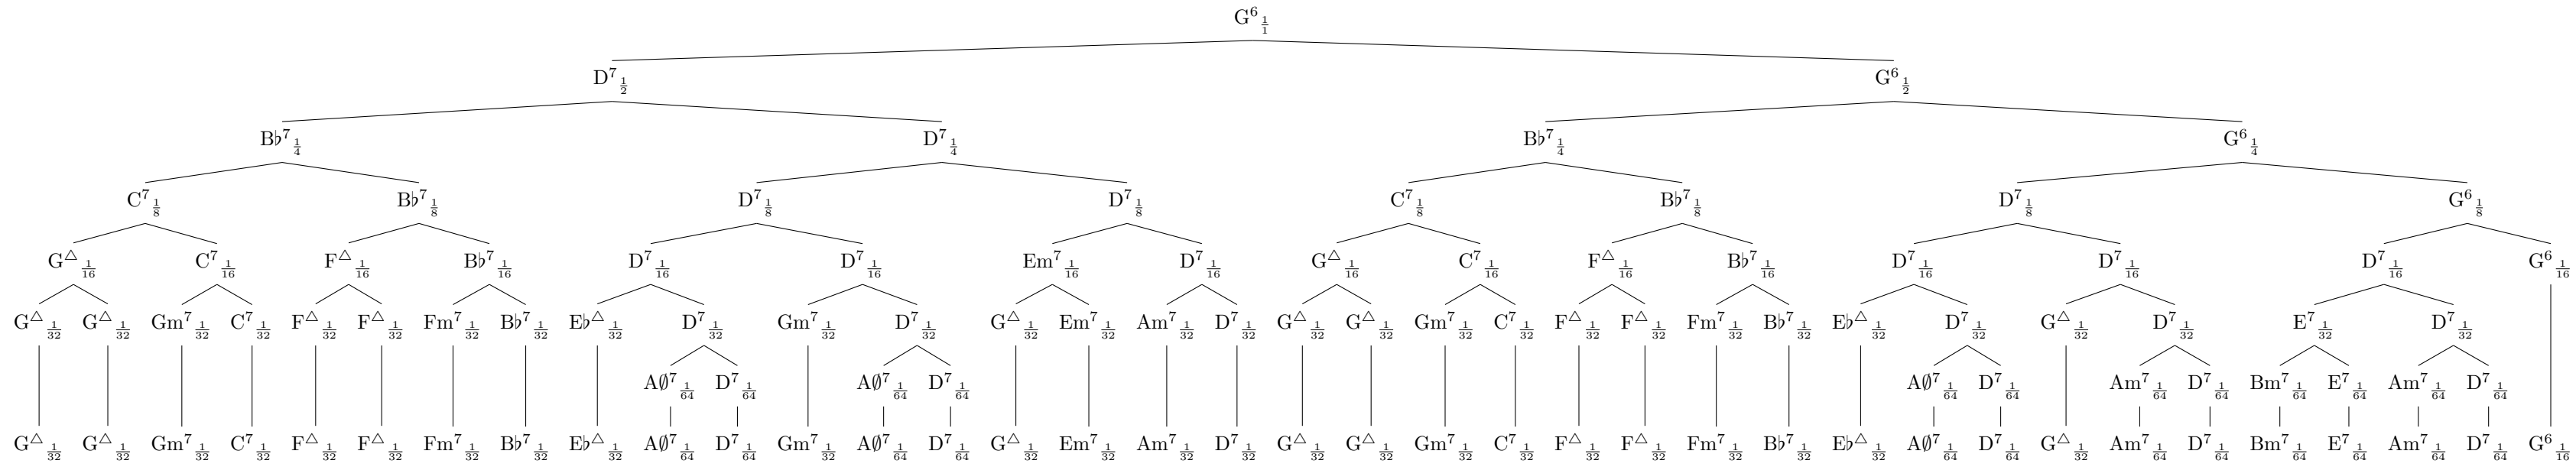 G⁶ 1/1
D⁷ 1/2 G⁶ 1/2
B♭⁷ 1/4 D⁷ 1/4 B♭⁷ 1/4 G⁶ 1/4
C⁷ 1/8 B♭⁷ 1/8 D⁷ 1/8 D⁷ 1/8 C⁷ 1/8 B♭⁷ 1/8 D⁷ 1/8 G⁶ 1/8
G△ 1/16 C⁷ 1/16 F△ 1/16 B♭⁷ 1/16 D⁷ 1/16 D⁷ 1/16 Em⁷ 1/16 D⁷ 1/16 G△ 1/16 C⁷ 1/16 F△ 1/16 B♭⁷ 1/16 D⁷ 1/16 D⁷ 1/16 D⁷ 1/16 G⁶ 1/16
G△ 1/32 G△ 1/32 Gm⁷ 1/32 C⁷ 1/32 F△ 1/32 F△ 1/32 Fm⁷ 1/32 B♭⁷ 1/32 E♭△ 1/32 D⁷ 1/32 Gm⁷ 1/32 D⁷ 1/32 G△ 1/32 Em⁷ 1/32 Am⁷ 1/32 D⁷ 1/32 G△ 1/32 G△ 1/32 Gm⁷ 1/32 C⁷ 1/32 F△ 1/32 F△ 1/32 Fm⁷ 1/32 B♭⁷ 1/32 E♭△ 1/32 D⁷ 1/32 G△ 1/32 D⁷ 1/32 E⁷ 1/32 D⁷ 1/32
A∅⁷ 1/64 D⁷ 1/64 A∅⁷ 1/64 D⁷ 1/64 A∅⁷ 1/64 D⁷ 1/64 Am⁷ 1/64 D⁷ 1/64 Bm⁷ 1/64 E⁷ 1/64 Am⁷ 1/64 D⁷ 1/64
G△ 1/32 G△ 1/32 Gm⁷ 1/32 C⁷ 1/32 F△ 1/32 F△ 1/32 Fm⁷ 1/32 B♭⁷ 1/32 E♭△ 1/32 A∅⁷ 1/64 D⁷ 1/64 Gm⁷ 1/32 A∅⁷ 1/64 D⁷ 1/64 G△ 1/32 Em⁷ 1/32 Am⁷ 1/32 D⁷ 1/32 G△ 1/32 G△ 1/32 Gm⁷ 1/32 C⁷ 1/32 F△ 1/32 F△ 1/32 Fm⁷ 1/32 B♭⁷ 1/32 E♭△ 1/32 A∅⁷ 1/64 D⁷ 1/64 G△ 1/32 Am⁷ 1/64 D⁷ 1/64 Bm⁷ 1/64 E⁷ 1/64 Am⁷ 1/64 D⁷ 1/64 G⁶ 1/16